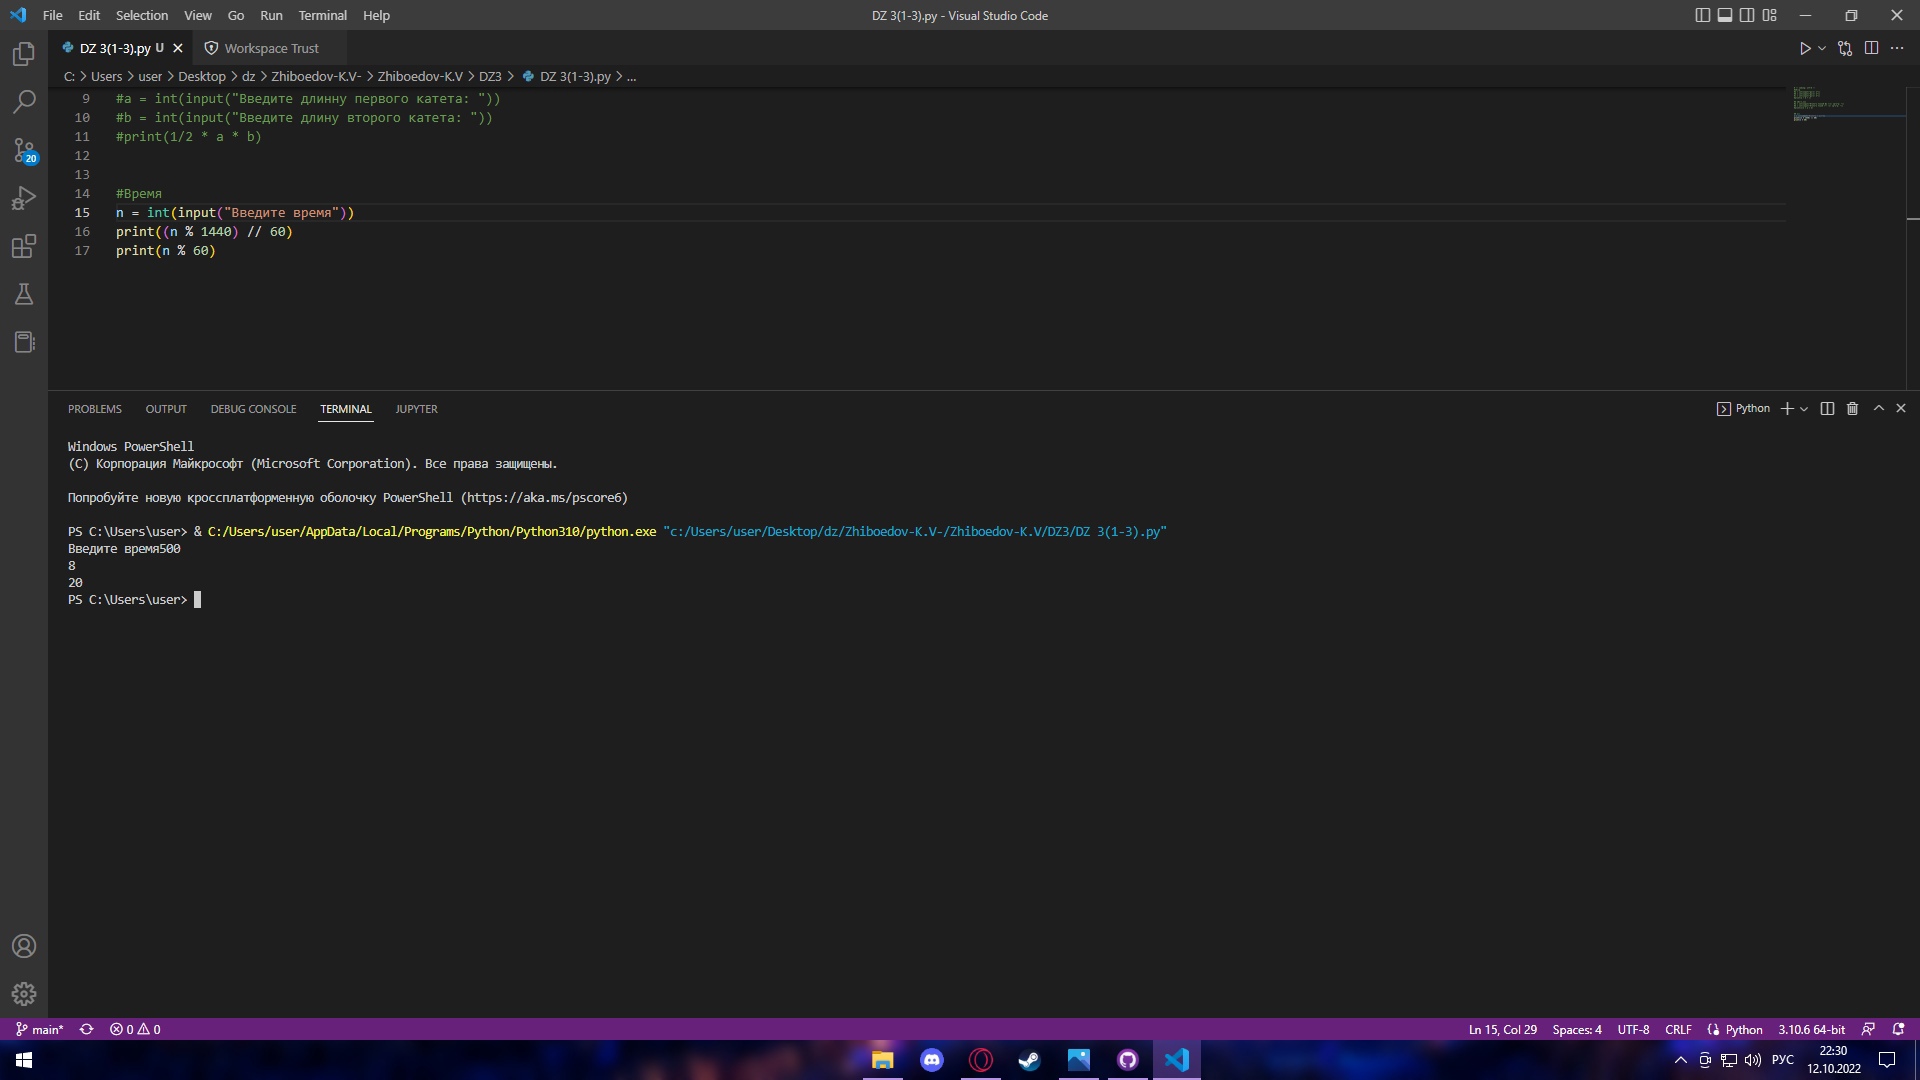 File Edit Selection View Go Run Terminal Help
DZ 3(1-3).py - Visual Studio Code
DZ 3(1-3).py U
Workspace Trust
C: > Users > user > Desktop > dz > Zhiboedov-K.V- > Zhiboedov-K.V > DZ3 > DZ 3(1-3).py > ...
9 #a = int(input("Введите длинну первого катета: "))
10 #b = int(input("Введите длину второго катета: "))
11 #print(1/2 * a * b)
12
13
14 #Время
15 n = int(input("Введите время"))
16 print((n % 1440) // 60)
17 print(n % 60)
20
PROBLEMS OUTPUT DEBUG CONSOLE TERMINAL JUPYTER
Python
Windows PowerShell
(C) Корпорация Майкрософт (Microsoft Corporation). Все права защищены.
Попробуйте новую кроссплатформенную оболочку PowerShell (https://aka.ms/pscore6)
PS C:\Users\user> & C:/Users/user/AppData/Local/Programs/Python/Python310/python.exe "c:/Users/user/Desktop/dz/Zhiboedov-K.V-/Zhiboedov-K.V/DZ3/DZ 3(1-3).py"
Введите время500
8
20
PS C:\Users\user>
main* 0 0
Ln 15, Col 29 Spaces: 4 UTF-8 CRLF Python 3.10.6 64-bit
РУС
22:30
12.10.2022